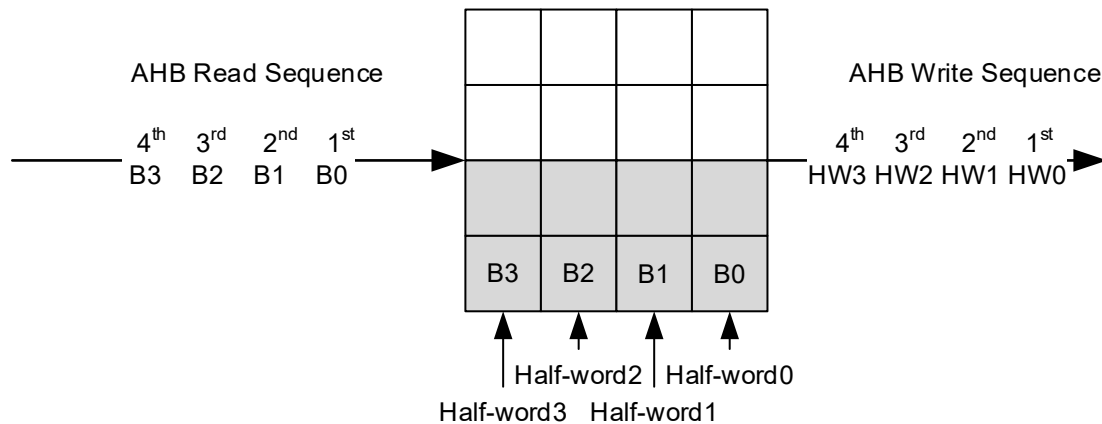 AHB Read Sequence
4th 3rd 2nd 1st
B3 B2 B1 B0
B3 B2 B1 B0
AHB Write Sequence
4th 3rd 2nd 1st
HW3 HW2 HW1 HW0
Half-word2 Half-word0
Half-word3 Half-word1